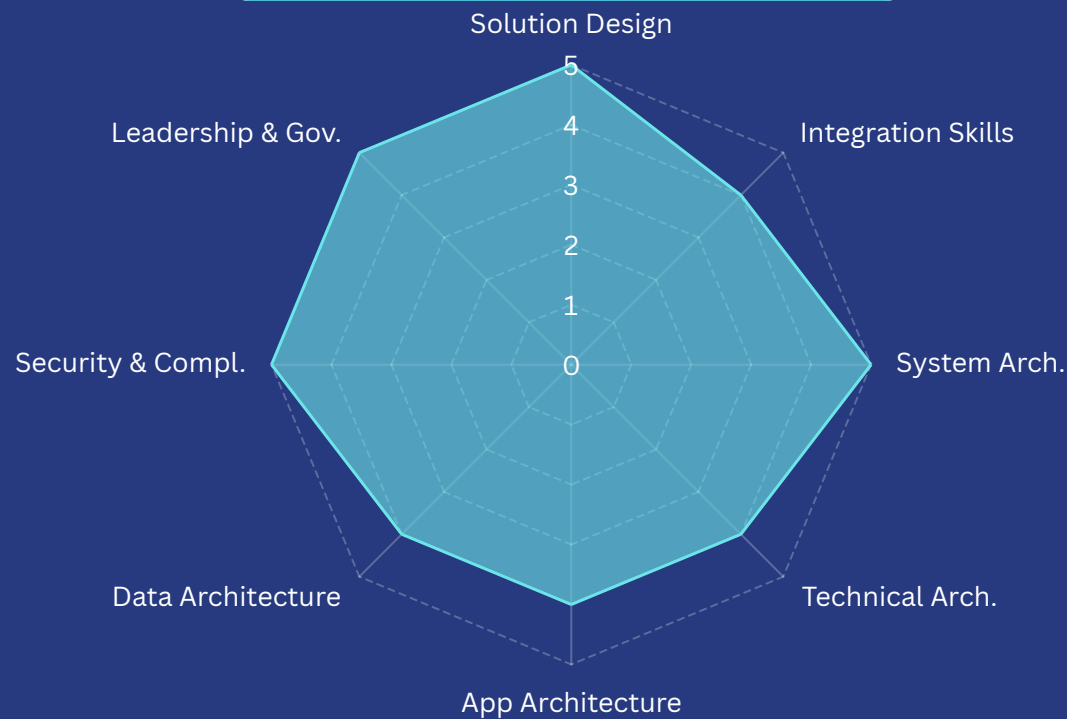 Solution Design
5
Leadership & Gov.
4
Integration Skills
3
2
1
Security & Compl.
0
System Arch.
Data Architecture
Technical Arch.
App Architecture